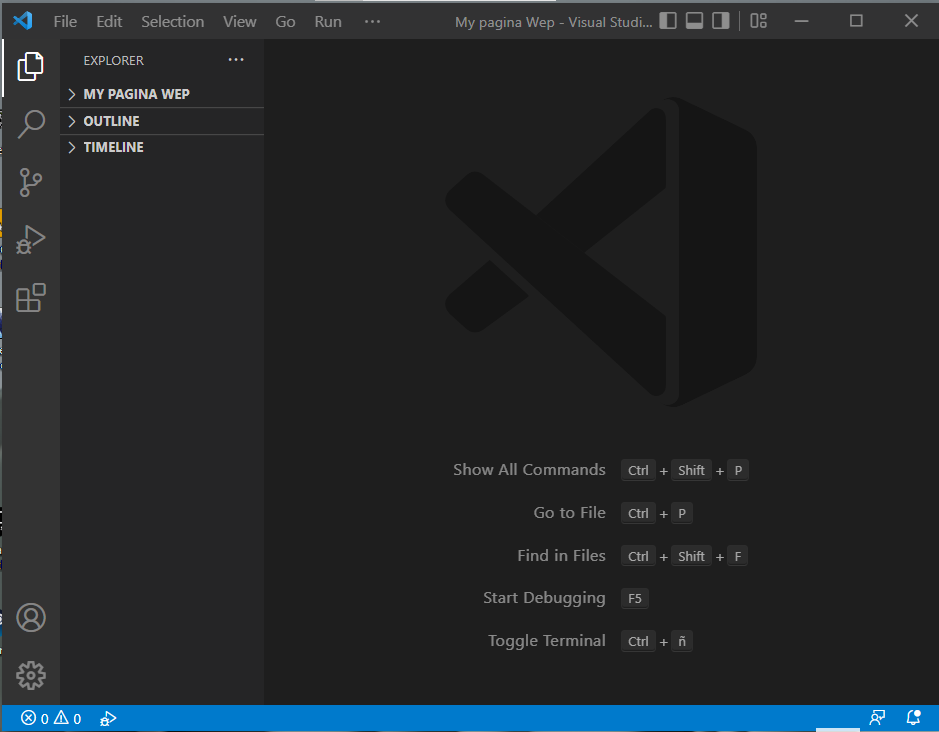 File Edit Selection View Go Run ··· My pagina Wep - Visual Studi...
EXPLORER ···
MY PAGINA WEP
OUTLINE
TIMELINE
Show All Commands Ctrl + Shift + P
Go to File Ctrl + P
Find in Files Ctrl + Shift + F
Start Debugging F5
Toggle Terminal Ctrl + ñ
0 0